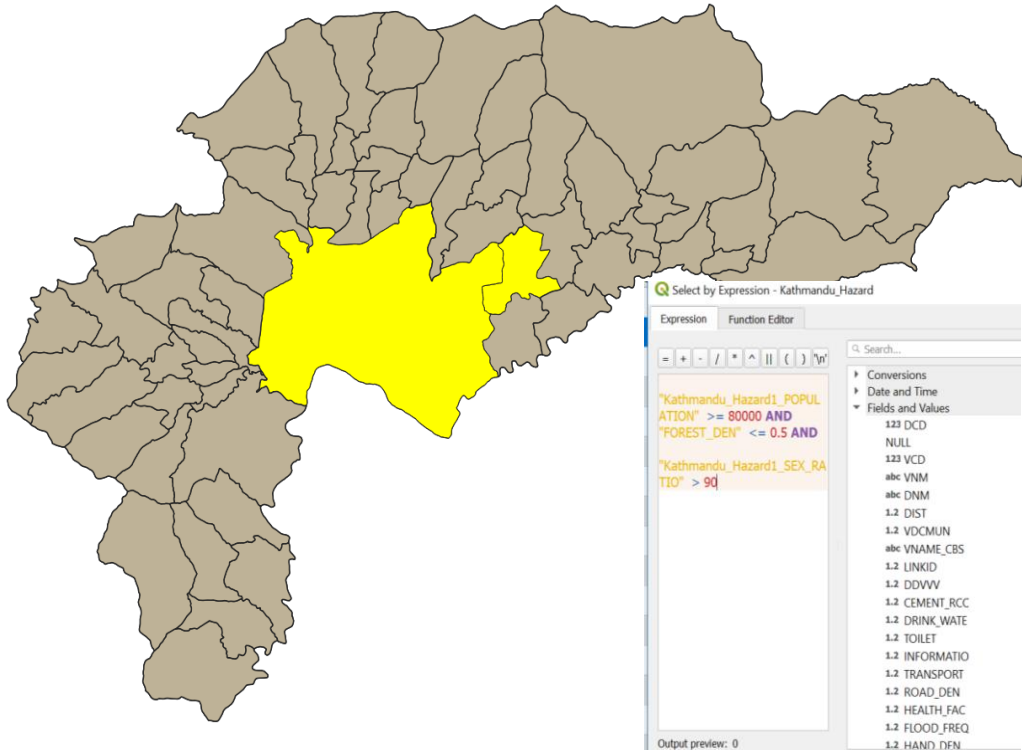 Select by Expression - Kathmandu_Hazard
Expression
Function Editor
= + - / * ^ || ( ) '\n'
"Kathmandu_Hazard1_POPUL
ATION" >= 80000 AND
"FOREST_DEN" <= 0.5 AND
"Kathmandu_Hazard1_SEX_RA
TIO" > 90
Output preview: 0
Search...
Conversions
Date and Time
Fields and Values
123 DCD
NULL
123 VCD
abc VNM
abc DNM
1.2 DIST
1.2 VDCMUN
abc VNAME_CBS
1.2 LINKID
1.2 DDVVV
1.2 CEMENT_RCC
1.2 DRINK_WATE
1.2 TOILET
1.2 INFORMATIO
1.2 TRANSPORT
1.2 ROAD_DEN
1.2 HEALTH_FAC
1.2 FLOOD_FREQ
1.2 HAND_DEN